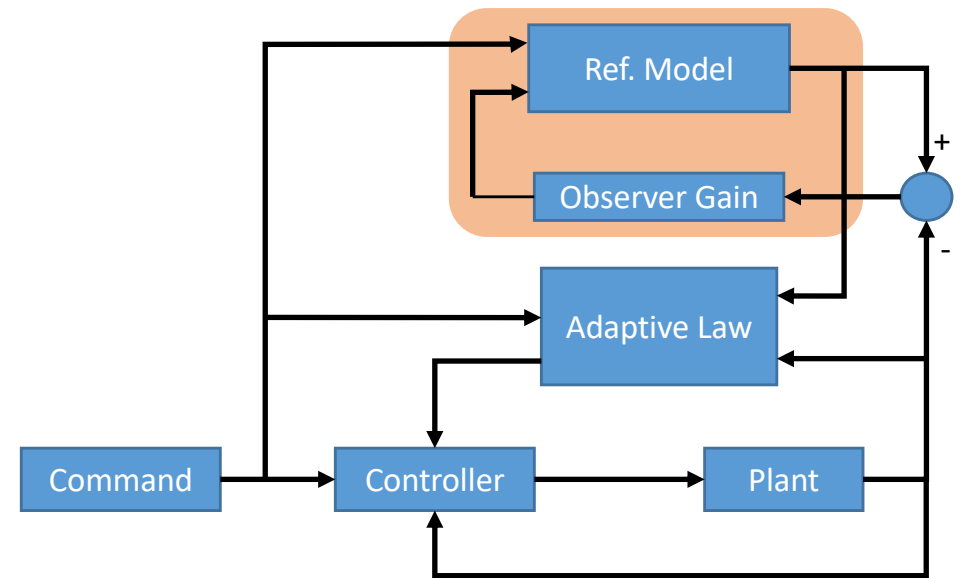 Ref. Model
+
Observer Gain
-
Adaptive Law
Command
Controller
Plant